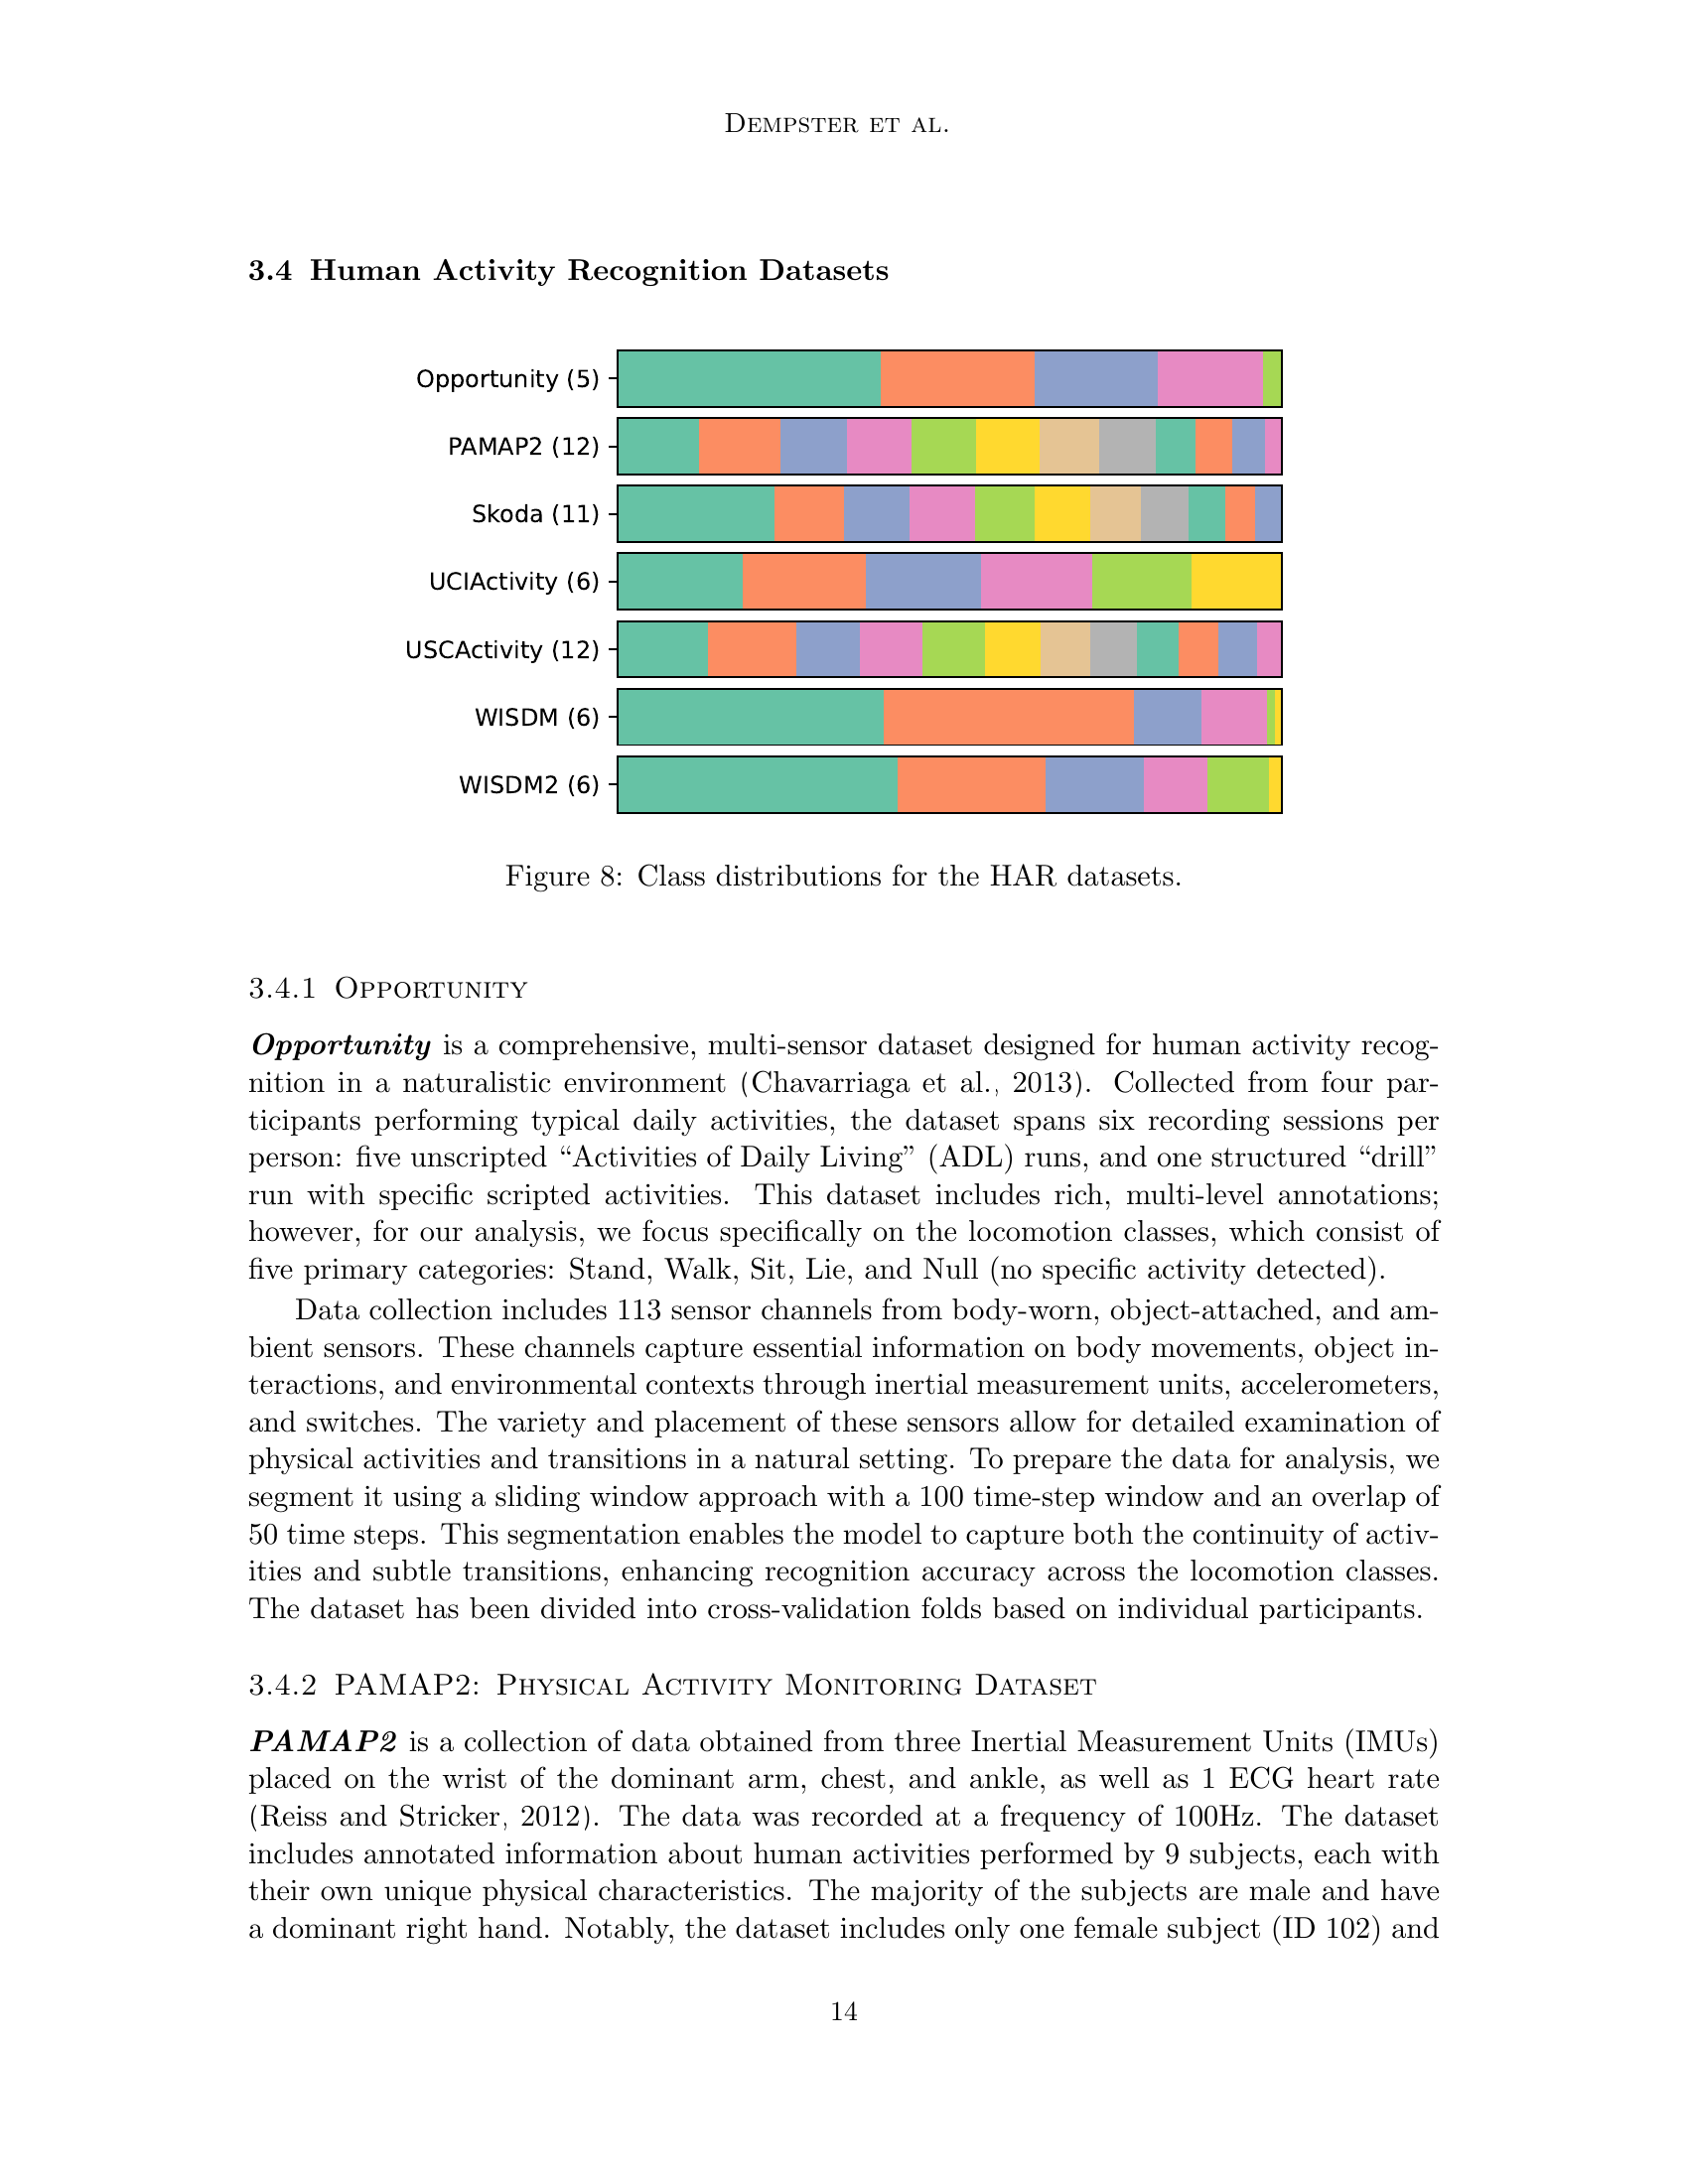 Dempster et al.
3.4 Human Activity Recognition Datasets
Opportunity (5)
PAMAP2 (12)
Skoda (11)
UCIActivity (6)
USCActivity (12)
WISDM (6)
WISDM2 (6)
Figure 8: Class distributions for the HAR datasets.
3.4.1 Opportunity
Opportunity is a comprehensive, multi-sensor dataset designed for human activity recog-
nition in a naturalistic environment (Chavarriaga et al., 2013). Collected from four par-
ticipants performing typical daily activities, the dataset spans six recording sessions per
person: five unscripted “Activities of Daily Living” (ADL) runs, and one structured “drill”
run with specific scripted activities. This dataset includes rich, multi-level annotations;
however, for our analysis, we focus specifically on the locomotion classes, which consist of
five primary categories: Stand, Walk, Sit, Lie, and Null (no specific activity detected).
Data collection includes 113 sensor channels from body-worn, object-attached, and am-
bient sensors. These channels capture essential information on body movements, object in-
teractions, and environmental contexts through inertial measurement units, accelerometers,
and switches. The variety and placement of these sensors allow for detailed examination of
physical activities and transitions in a natural setting. To prepare the data for analysis, we
segment it using a sliding window approach with a 100 time-step window and an overlap of
50 time steps. This segmentation enables the model to capture both the continuity of activ-
ities and subtle transitions, enhancing recognition accuracy across the locomotion classes.
The dataset has been divided into cross-validation folds based on individual participants.
3.4.2 PAMAP2: Physical Activity Monitoring Dataset
PAMAP2 is a collection of data obtained from three Inertial Measurement Units (IMUs)
placed on the wrist of the dominant arm, chest, and ankle, as well as 1 ECG heart rate
(Reiss and Stricker, 2012). The data was recorded at a frequency of 100Hz. The dataset
includes annotated information about human activities performed by 9 subjects, each with
their own unique physical characteristics. The majority of the subjects are male and have
a dominant right hand. Notably, the dataset includes only one female subject (ID 102) and
14